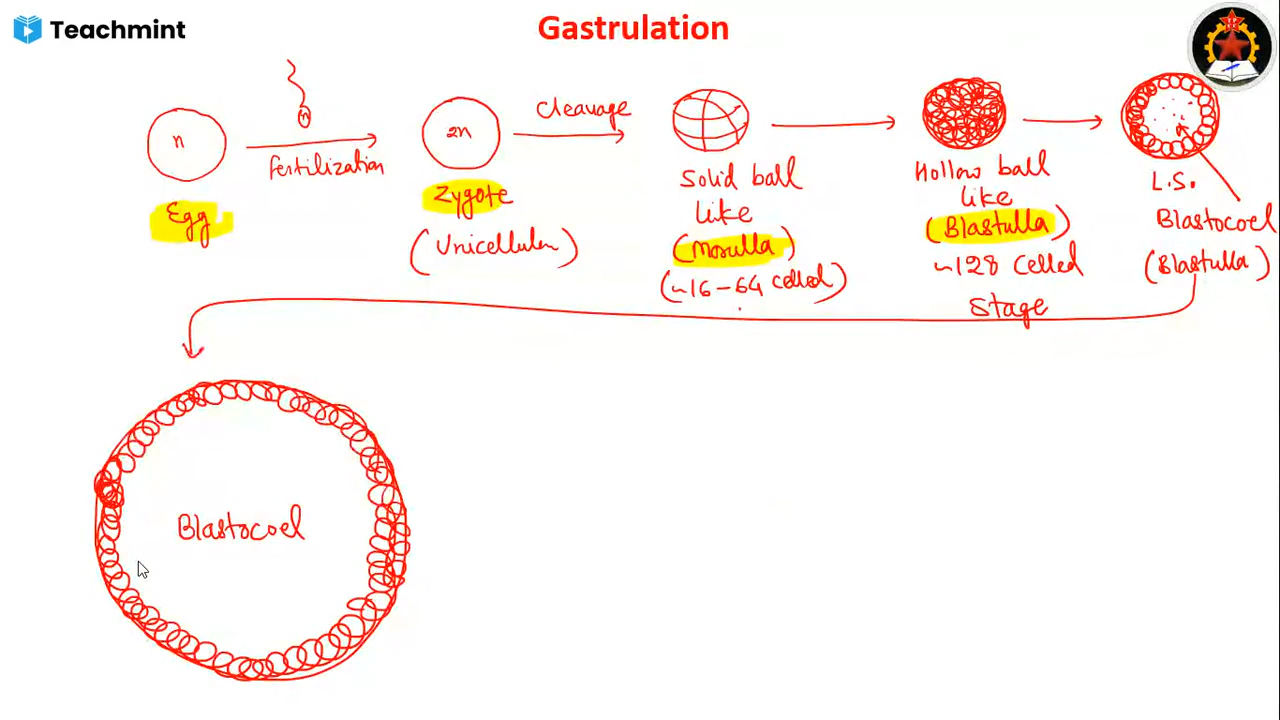 Teachmint
Gastrulation
n
Egg
n
Fertilization
2n
Zygote
(Unicellular)
Cleavage
Solid ball
like
(Morulla)
(~16-64 celled)
Hollow ball
like
(Blastulla)
~128 celled
Stage
L.S.
Blastocoel
(Blastulla)
Blastocoel